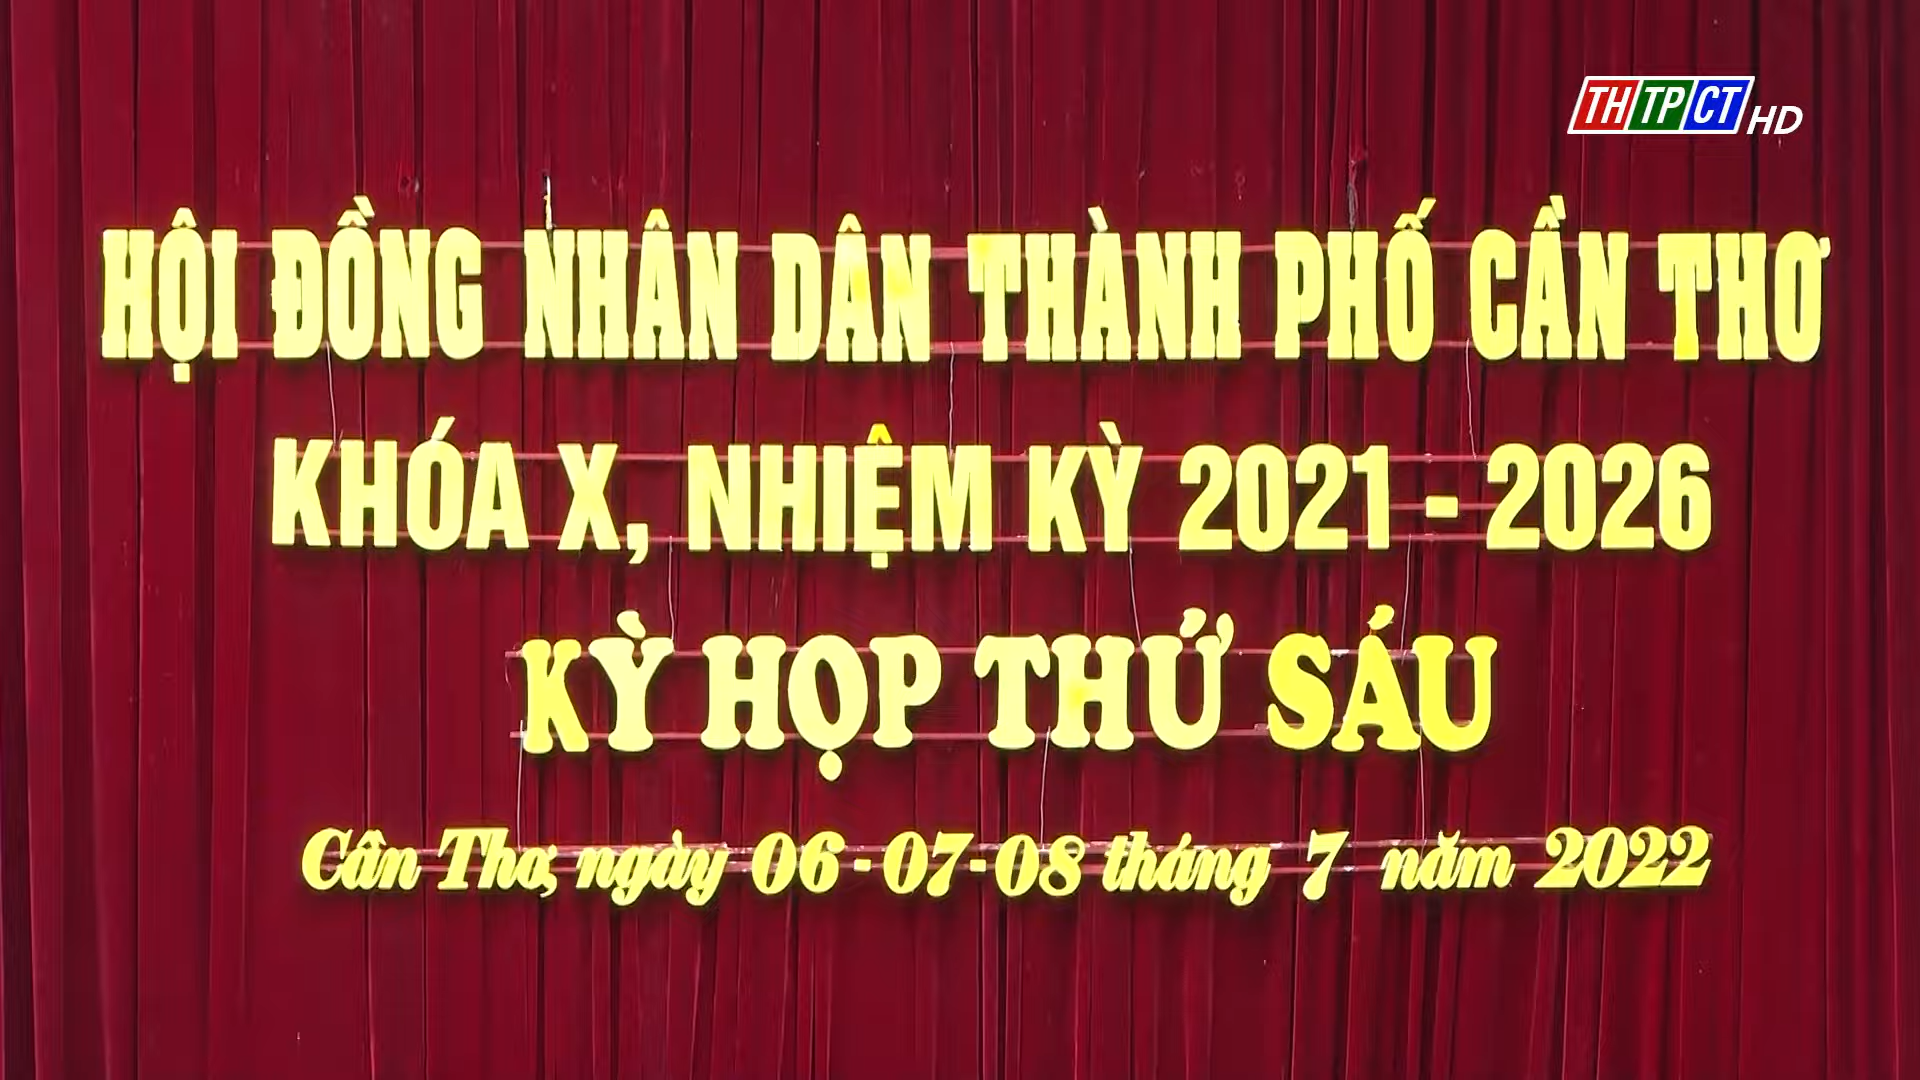 THTPCT HD
HỘI ĐỒNG NHÂN DÂN THÀNH PHỐ CẦN THƠ
KHÓA X, NHIỆM KỲ 2021 - 2026
KỲ HỌP THỨ SÁU
Cần Thơ, ngày 06 - 07 - 08 tháng 7 năm 2022